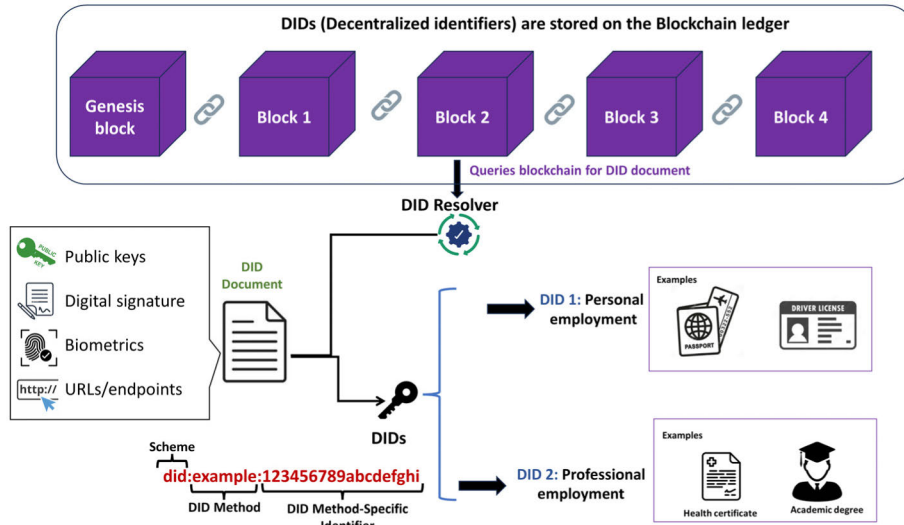 DIDs (Decentralized identifiers) are stored on the Blockchain ledger
Genesis
block
Block 1
Block 2
Block 3
Block 4
Queries blockchain for DID document
DID Resolver
PUBLIC
KEY
Public keys
Digital signature
Biometrics
http://
URLs/endpoints
DID
Document
DIDs
DID 1: Personal
employment
Examples
PASSPORT
DRIVER LICENSE
Scheme
did:example:123456789abcdefghi
DID Method
DID Method-Specific
Identifier
DID 2: Professional
employment
Examples
Health certificate
Academic degree